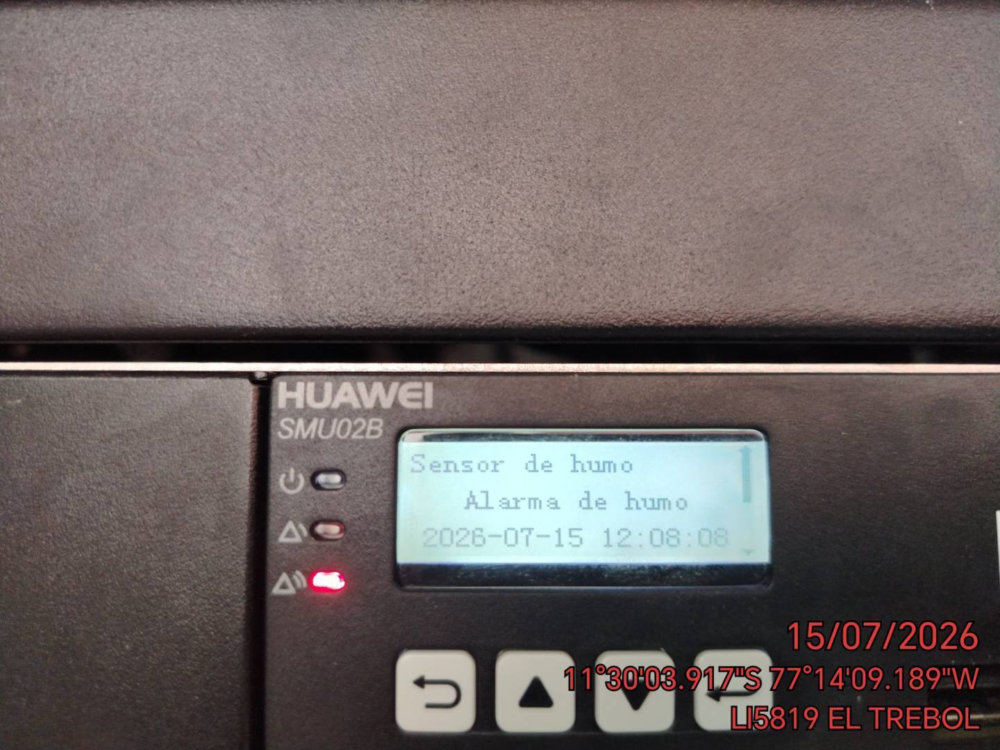 HUAWEI
SMU02B
Sensor de humo
Alarma de humo
2026-07-15 12:08:08
15/07/2026
11°30'03.917"S 77°14'09.189"W
LI5819 EL TREBOL